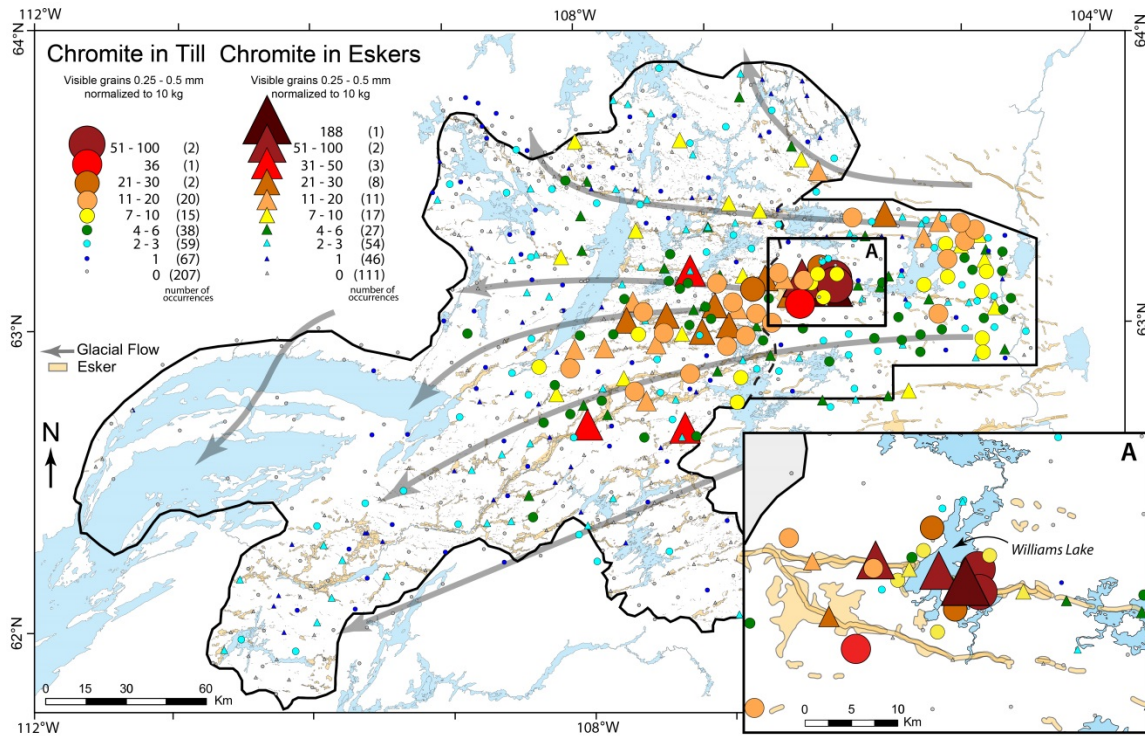 112°W
108°W
104°W
64°N
64°N
Chromite in Till
Visible grains 0.25 - 0.5 mm
normalized to 10 kg
51 - 100 (2)
36 (1)
21 - 30 (2)
11 - 20 (20)
7 - 10 (15)
4 - 6 (38)
2 - 3 (59)
1 (67)
0 (207)
number of
occurrences
Chromite in Eskers
Visible grains 0.25 - 0.5 mm
normalized to 10 kg
188 (1)
51 - 100 (2)
31 - 50 (3)
21 - 30 (8)
11 - 20 (11)
7 - 10 (17)
4 - 6 (27)
2 - 3 (54)
1 (46)
0 (111)
number of
occurrences
A
63°N
63°N
Glacial Flow
Esker
N
62°N
0 15 30 60
Km
A
Williams Lake
0 5 10
Km
112°W
108°W